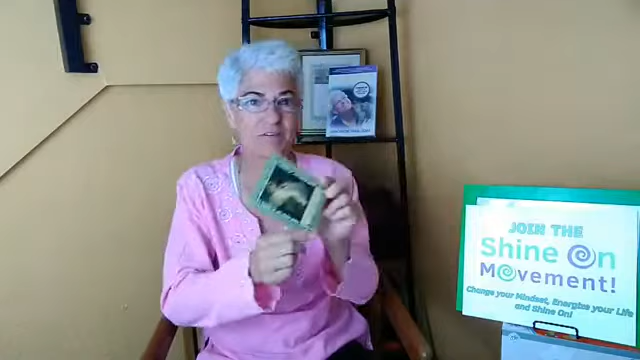 JOIN THE
Shine On
MOVEMENT!
Change your Mindset, Energize your Life
and Shine On!